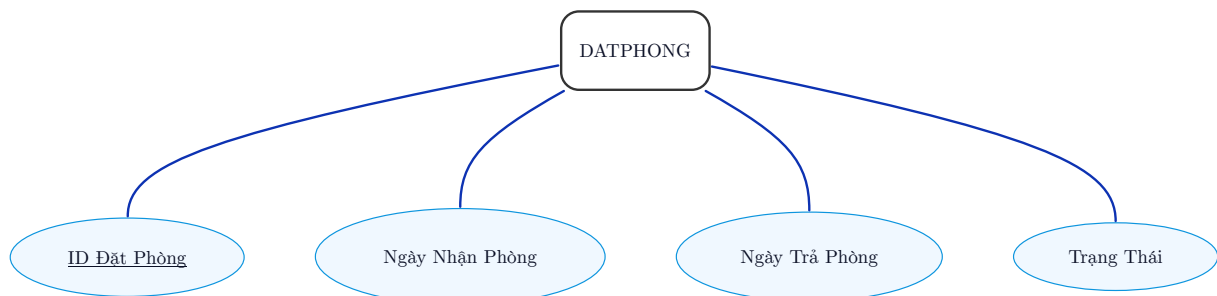 DATPHONG
ID Đặt Phòng
Ngày Nhận Phòng
Ngày Trả Phòng
Trạng Thái